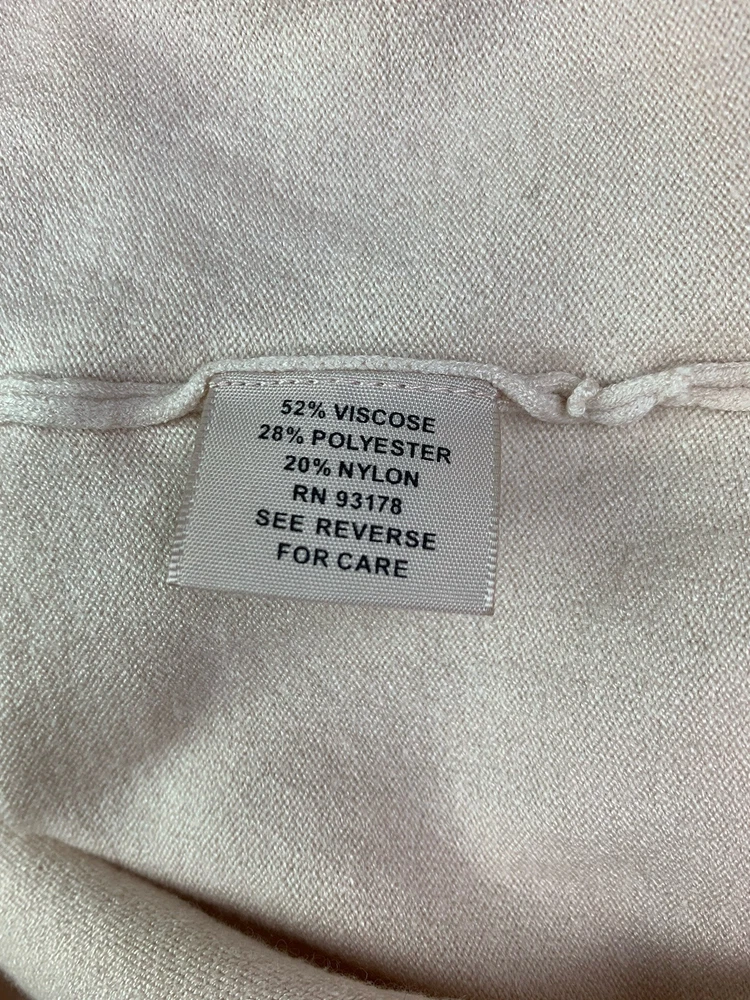 52% VISCOSE
28% POLYESTER
20% NYLON
RN 93178
SEE REVERSE
FOR CARE